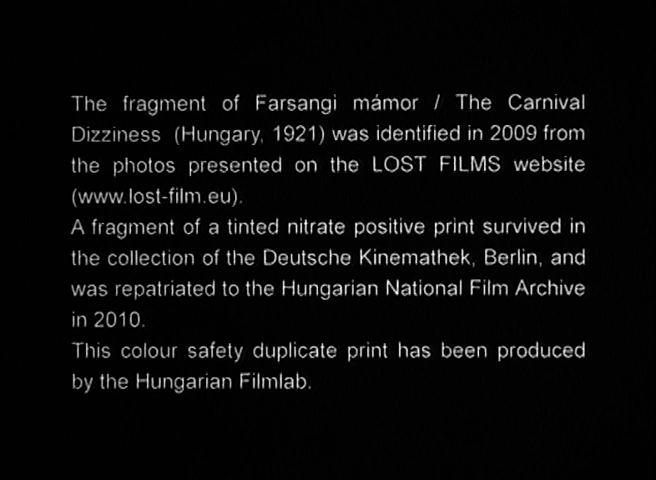 The fragment of Farsangi mámor / The Carnival
Dizziness (Hungary, 1921) was identified in 2009 from
the photos presented on the LOST FILMS website
(www.lost-film.eu).
A fragment of a tinted nitrate positive print survived in
the collection of the Deutsche Kinemathek, Berlin, and
was repatriated to the Hungarian National Film Archive
in 2010.
This colour safety duplicate print has been produced
by the Hungarian Filmlab.